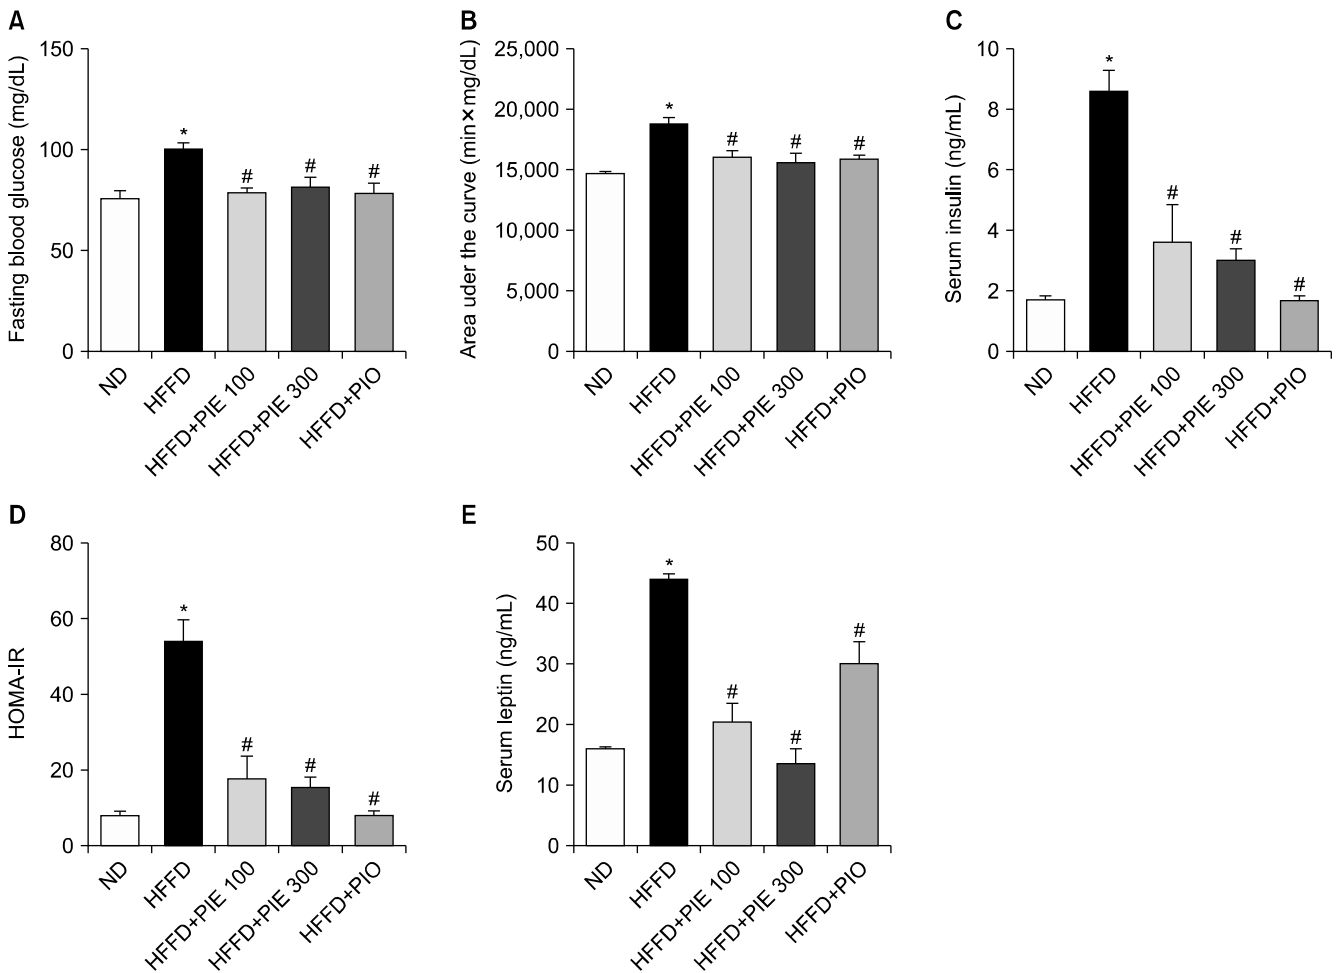 A
Fasting blood glucose (mg/dL)
150
100
50
0
*
#
#
#
ND
HFFD
HFFD+PIE 100
HFFD+PIE 300
HFFD+PIO
B
Area uder the curve (min×mg/dL)
25,000
20,000
15,000
10,000
5,000
0
*
#
#
#
ND
HFFD
HFFD+PIE 100
HFFD+PIE 300
HFFD+PIO
C
Serum insulin (ng/mL)
10
8
6
4
2
0
*
#
#
#
ND
HFFD
HFFD+PIE 100
HFFD+PIE 300
HFFD+PIO
D
HOMA-IR
80
60
40
20
0
*
#
#
#
ND
HFFD
HFFD+PIE 100
HFFD+PIE 300
HFFD+PIO
E
Serum leptin (ng/mL)
50
40
30
20
10
0
*
#
#
#
ND
HFFD
HFFD+PIE 100
HFFD+PIE 300
HFFD+PIO